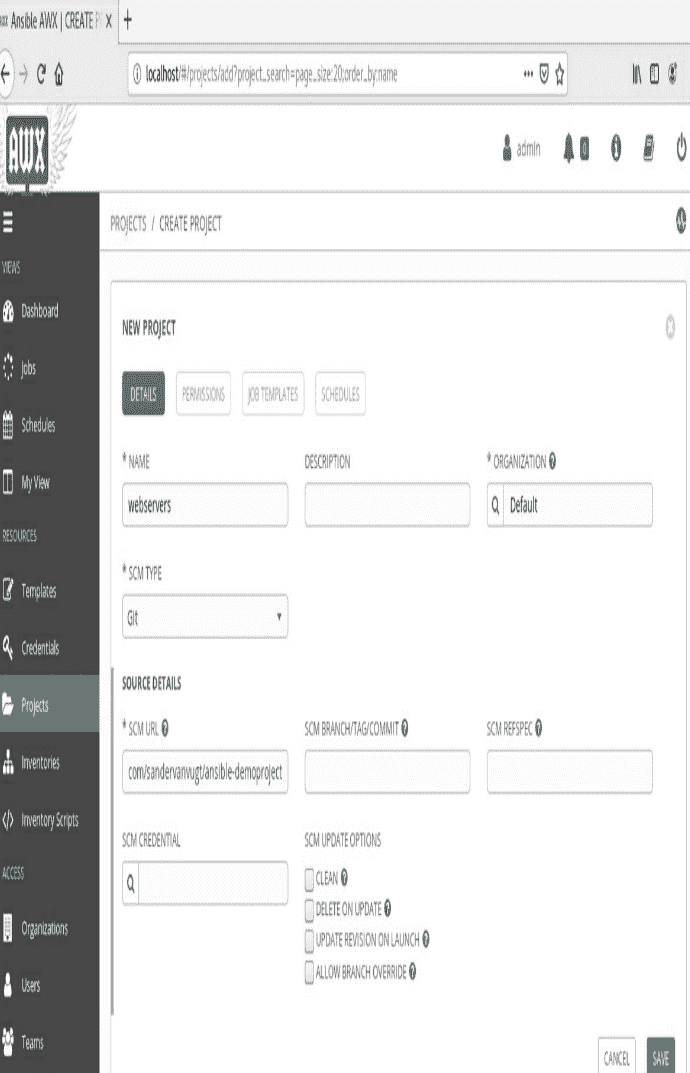 Ansible AWX | CREATE P
localhost/#/projects/add?project_search=page_size:20;order_by:name
AWX
admin
0
PROJECTS / CREATE PROJECT
VIEWS
Dashboard
Jobs
Schedules
My View
RESOURCES
Templates
Credentials
Projects
Inventories
Inventory Scripts
ACCESS
Organizations
Users
Teams
NEW PROJECT
DETAILS PERMISSIONS JOB TEMPLATES SCHEDULES
* NAME DESCRIPTION * ORGANIZATION
webservers Default
* SCM TYPE
Git
SOURCE DETAILS
* SCM URL SCM BRANCH/TAG/COMMIT SCM REFSPEC
com/sandervanvugt/ansible-demoproject
SCM CREDENTIAL SCM UPDATE OPTIONS
CLEAN
DELETE ON UPDATE
UPDATE REVISION ON LAUNCH
ALLOW BRANCH OVERRIDE
CANCEL SAVE